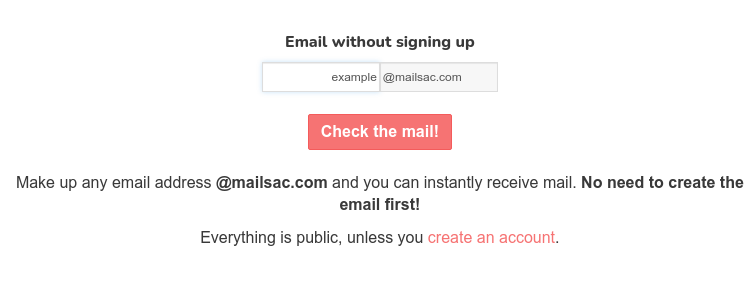 Email without signing up
example @mailsac.com
Check the mail!
Make up any email address @mailsac.com and you can instantly receive mail. No need to create the
email first!
Everything is public, unless you create an account.